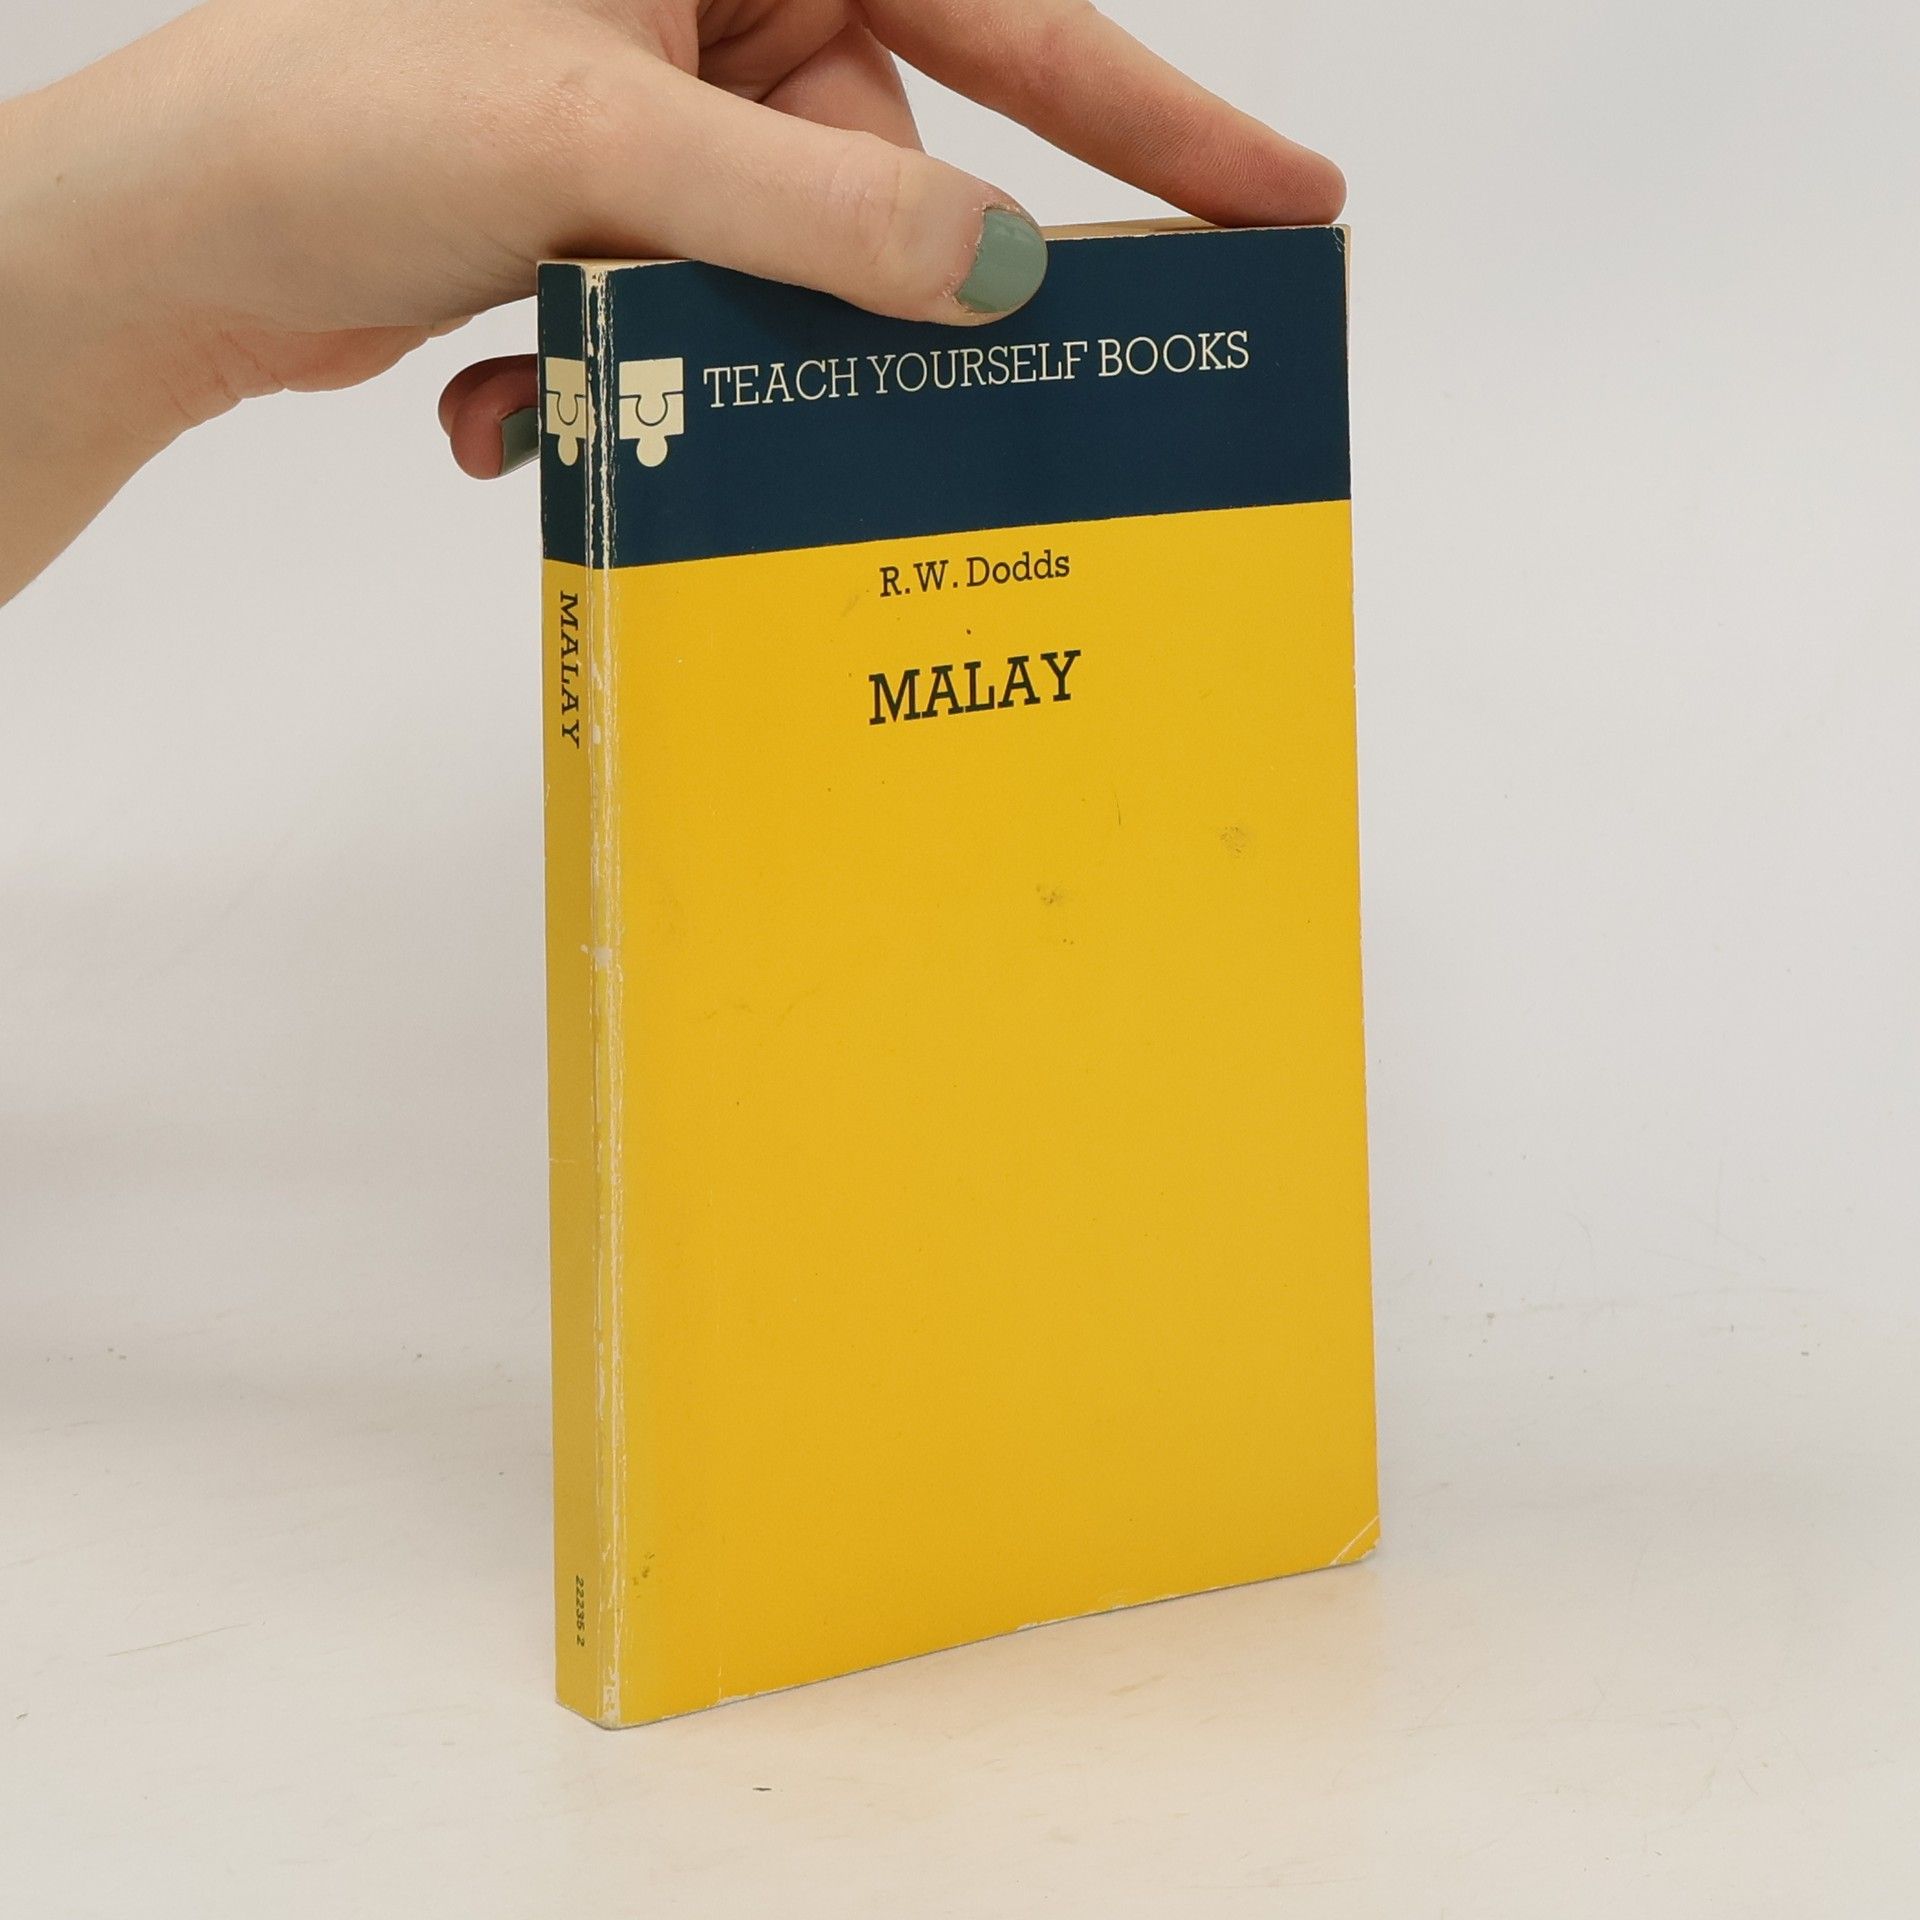 TEACH YOURSELF BOOKS
R.W. Dodds
MALAY
MALAY
22235 2